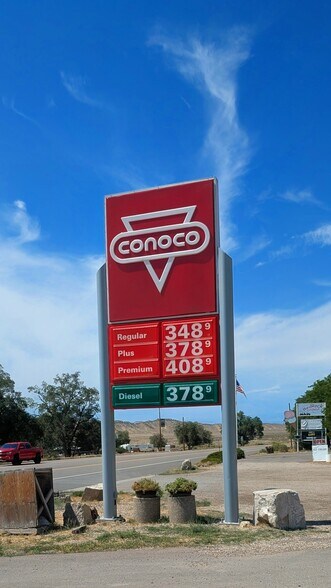 CONOCO
Regular 348 9
Plus 378 9
Premium 408 9
Diesel 378 9